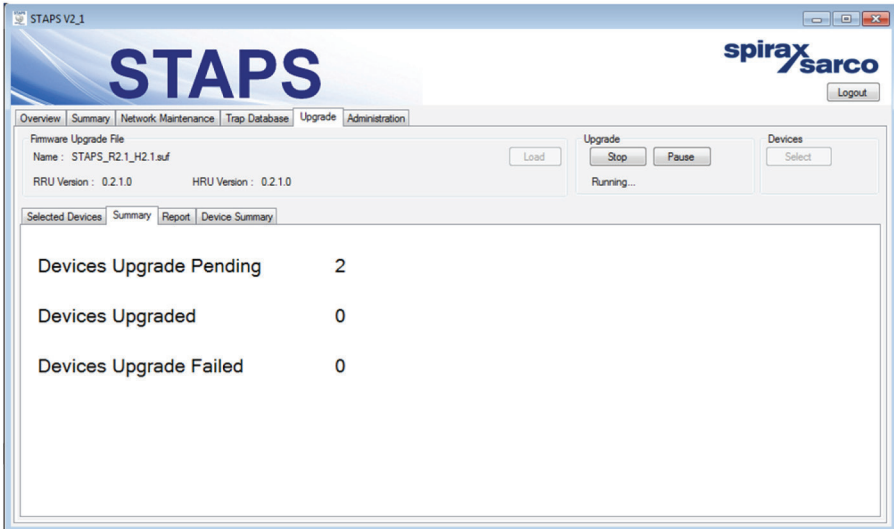 STAPS V2_1
STAPS
spirax
sarco
Logout
Overview Summary Network Maintenance Trap Database Upgrade Administration
Firmware Upgrade File
Name : STAPS_R2.1_H2.1.suf
Load
RRU Version : 0.2.1.0 HRU Version : 0.2.1.0
Upgrade
Stop Pause
Running...
Devices
Select
Selected Devices Summary Report Device Summary
Devices Upgrade Pending 2
Devices Upgraded 0
Devices Upgrade Failed 0